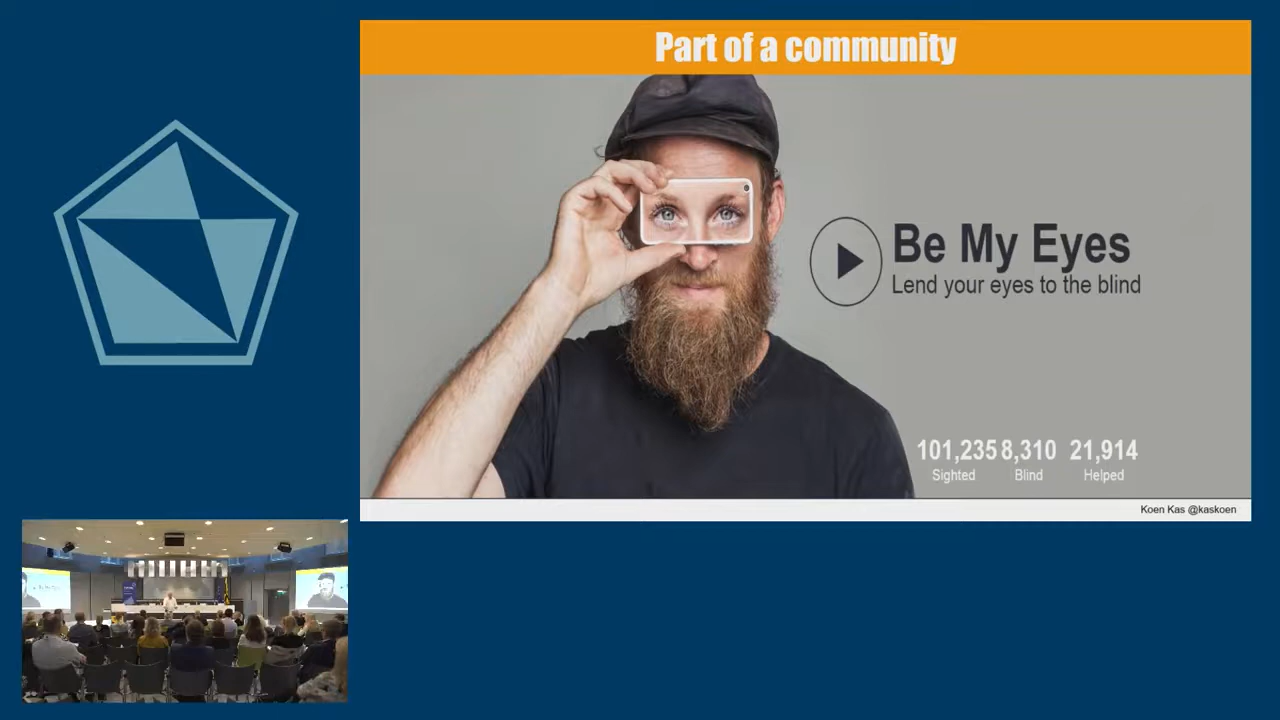 Part of a community
Be My Eyes
Lend your eyes to the blind
101,235 8,310 21,914
Sighted Blind Helped
Koen Kas @kaskoen